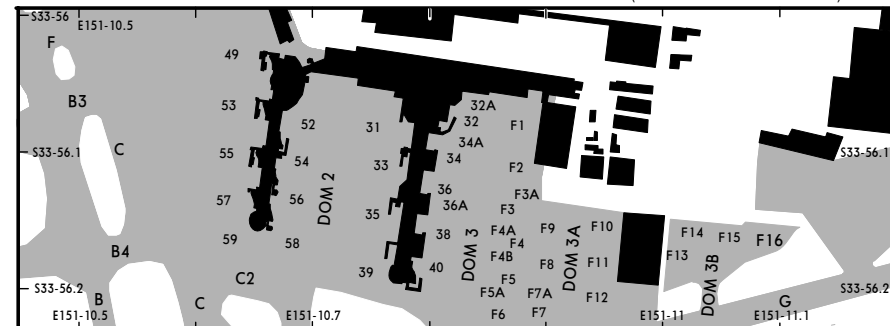 S33-56
E151-10.5
F
49
B3
53
52
31
32A
32
F1
34A
S33-56.1
C
55
54
33
34
F2
S33-56.1
57
56
DOM 2
36
36A
F3A
F3
35
59
58
38
DOM 3
F4A
F4
F4B
F9
DOM 3A
F10
F14
F15
F16
B4
39
40
F8
F11
F13
DOM 3B
C2
F5
S33-56.2
B
C
F5A
F7A
F12
G
S33-56.2
E151-10.5
E151-10.7
F6
F7
E151-11
E151-11.1